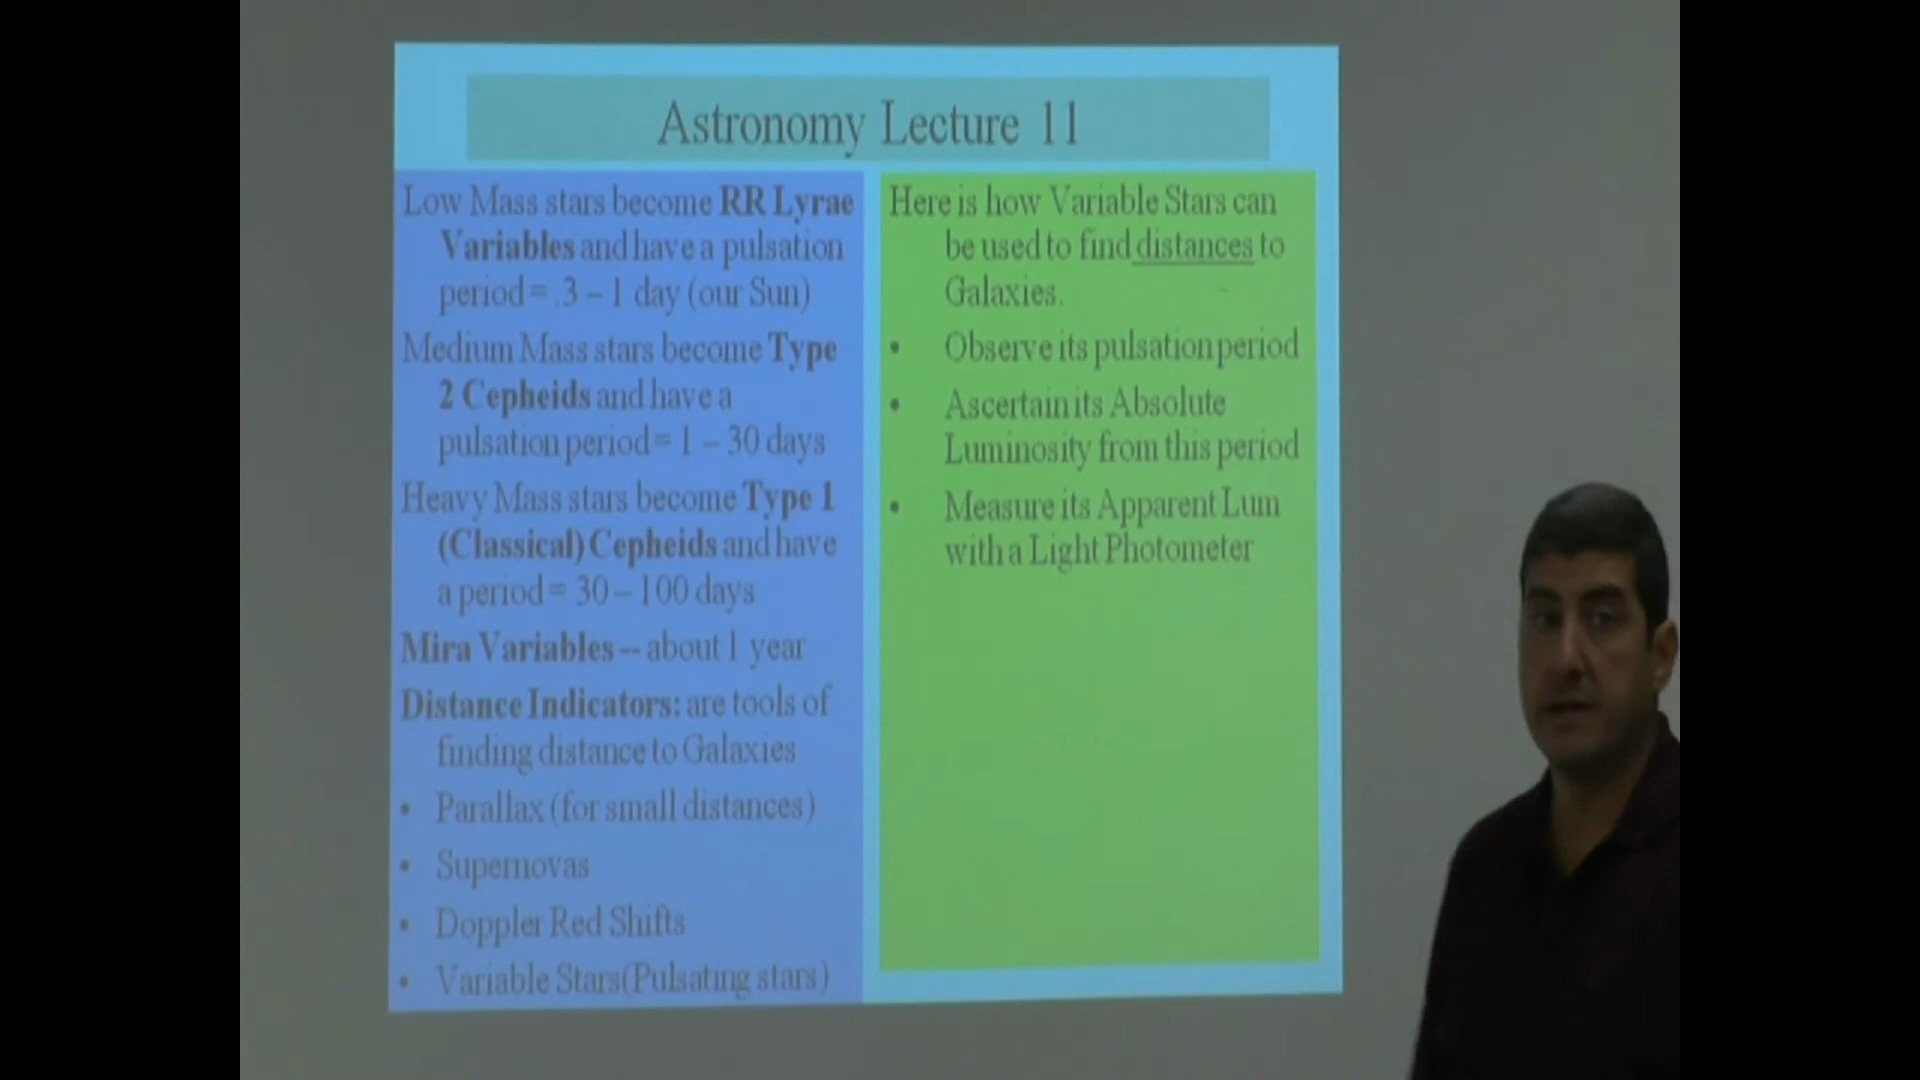 Astronomy Lecture 11
Low Mass stars become RR Lyrae
Variables and have a pulsation
period = .3 – 1 day (our Sun)
Medium Mass stars become Type
2 Cepheids and have a
pulsation period = 1 – 30 days
Heavy Mass stars become Type 1
(Classical) Cepheids and have
a period = 30 – 100 days
Mira Variables -- about 1 year
Distance Indicators: are tools of
finding distance to Galaxies
• Parallax (for small distances)
• Supernovas
• Doppler Red Shifts
• Variable Stars(Pulsating stars)
Here is how Variable Stars can
be used to find distances to
Galaxies.
• Observe its pulsation period
• Ascertain its Absolute
Luminosity from this period
• Measure its Apparent Lum
with a Light Photometer